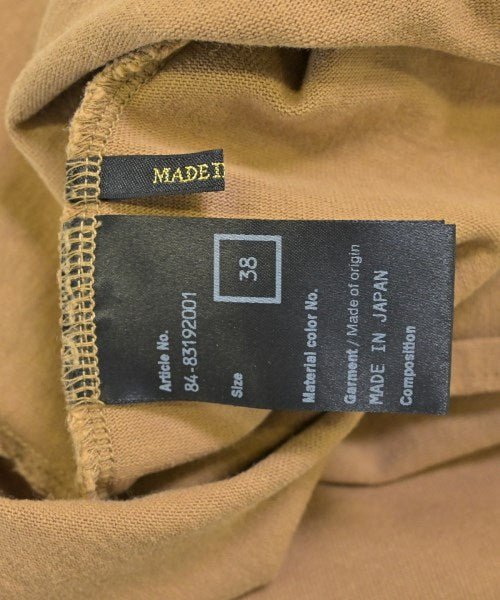 MADE I
Article No.
84-83192001
Size
38
Material color No.
Garment / Made of origin
MADE IN JAPAN
Composition